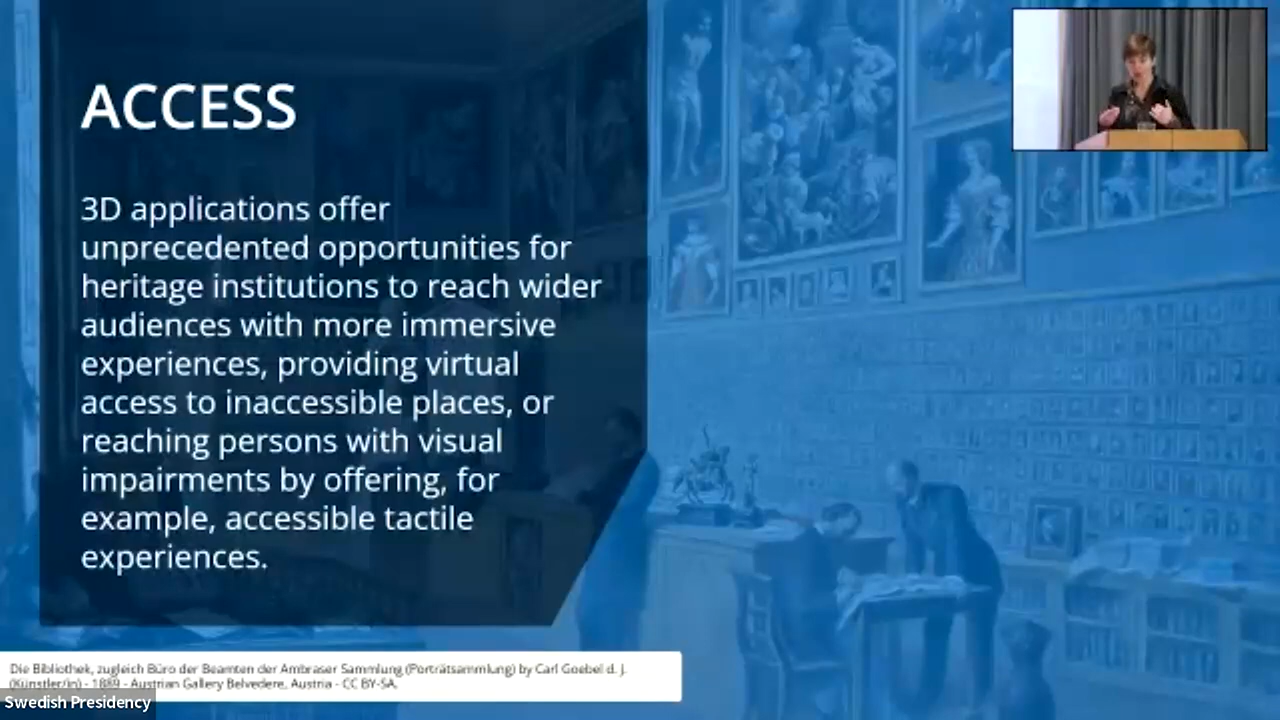 ACCESS
3D applications offer
unprecedented opportunities for
heritage institutions to reach wider
audiences with more immersive
experiences, providing virtual
access to inaccessible places, or
reaching persons with visual
impairments by offering, for
example, accessible tactile
experiences.
Die Bibliothek, zugleich Büro der Beamten der Ambraser Sammlung (Porträtsammlung) by Carl Goebel d. J.
(Künstler/in) - 1889 - Austrian Gallery Belvedere, Austria - CC BY-SA.
Swedish Presidency